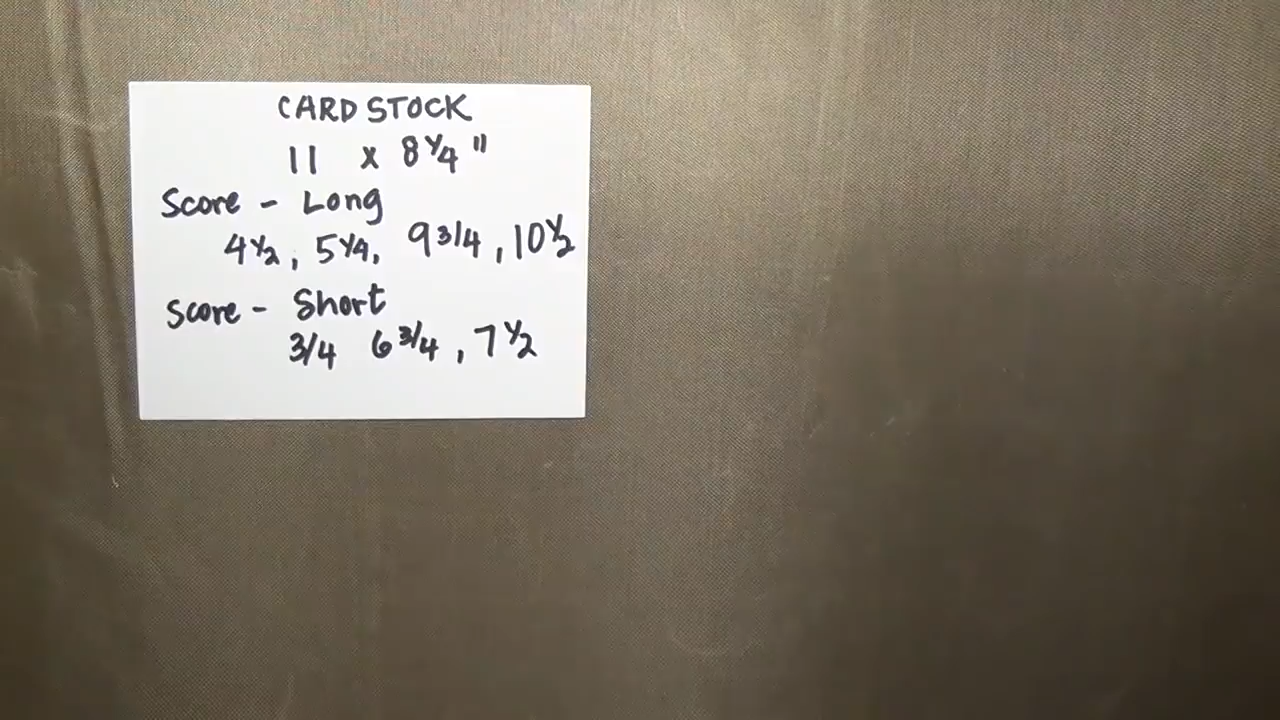 CARD STOCK
11 x 8 1/4 "
Score - Long
4 1/2, 5 1/4, 9 3/4, 10 1/2
Score - Short
3/4 6 3/4, 7 1/2